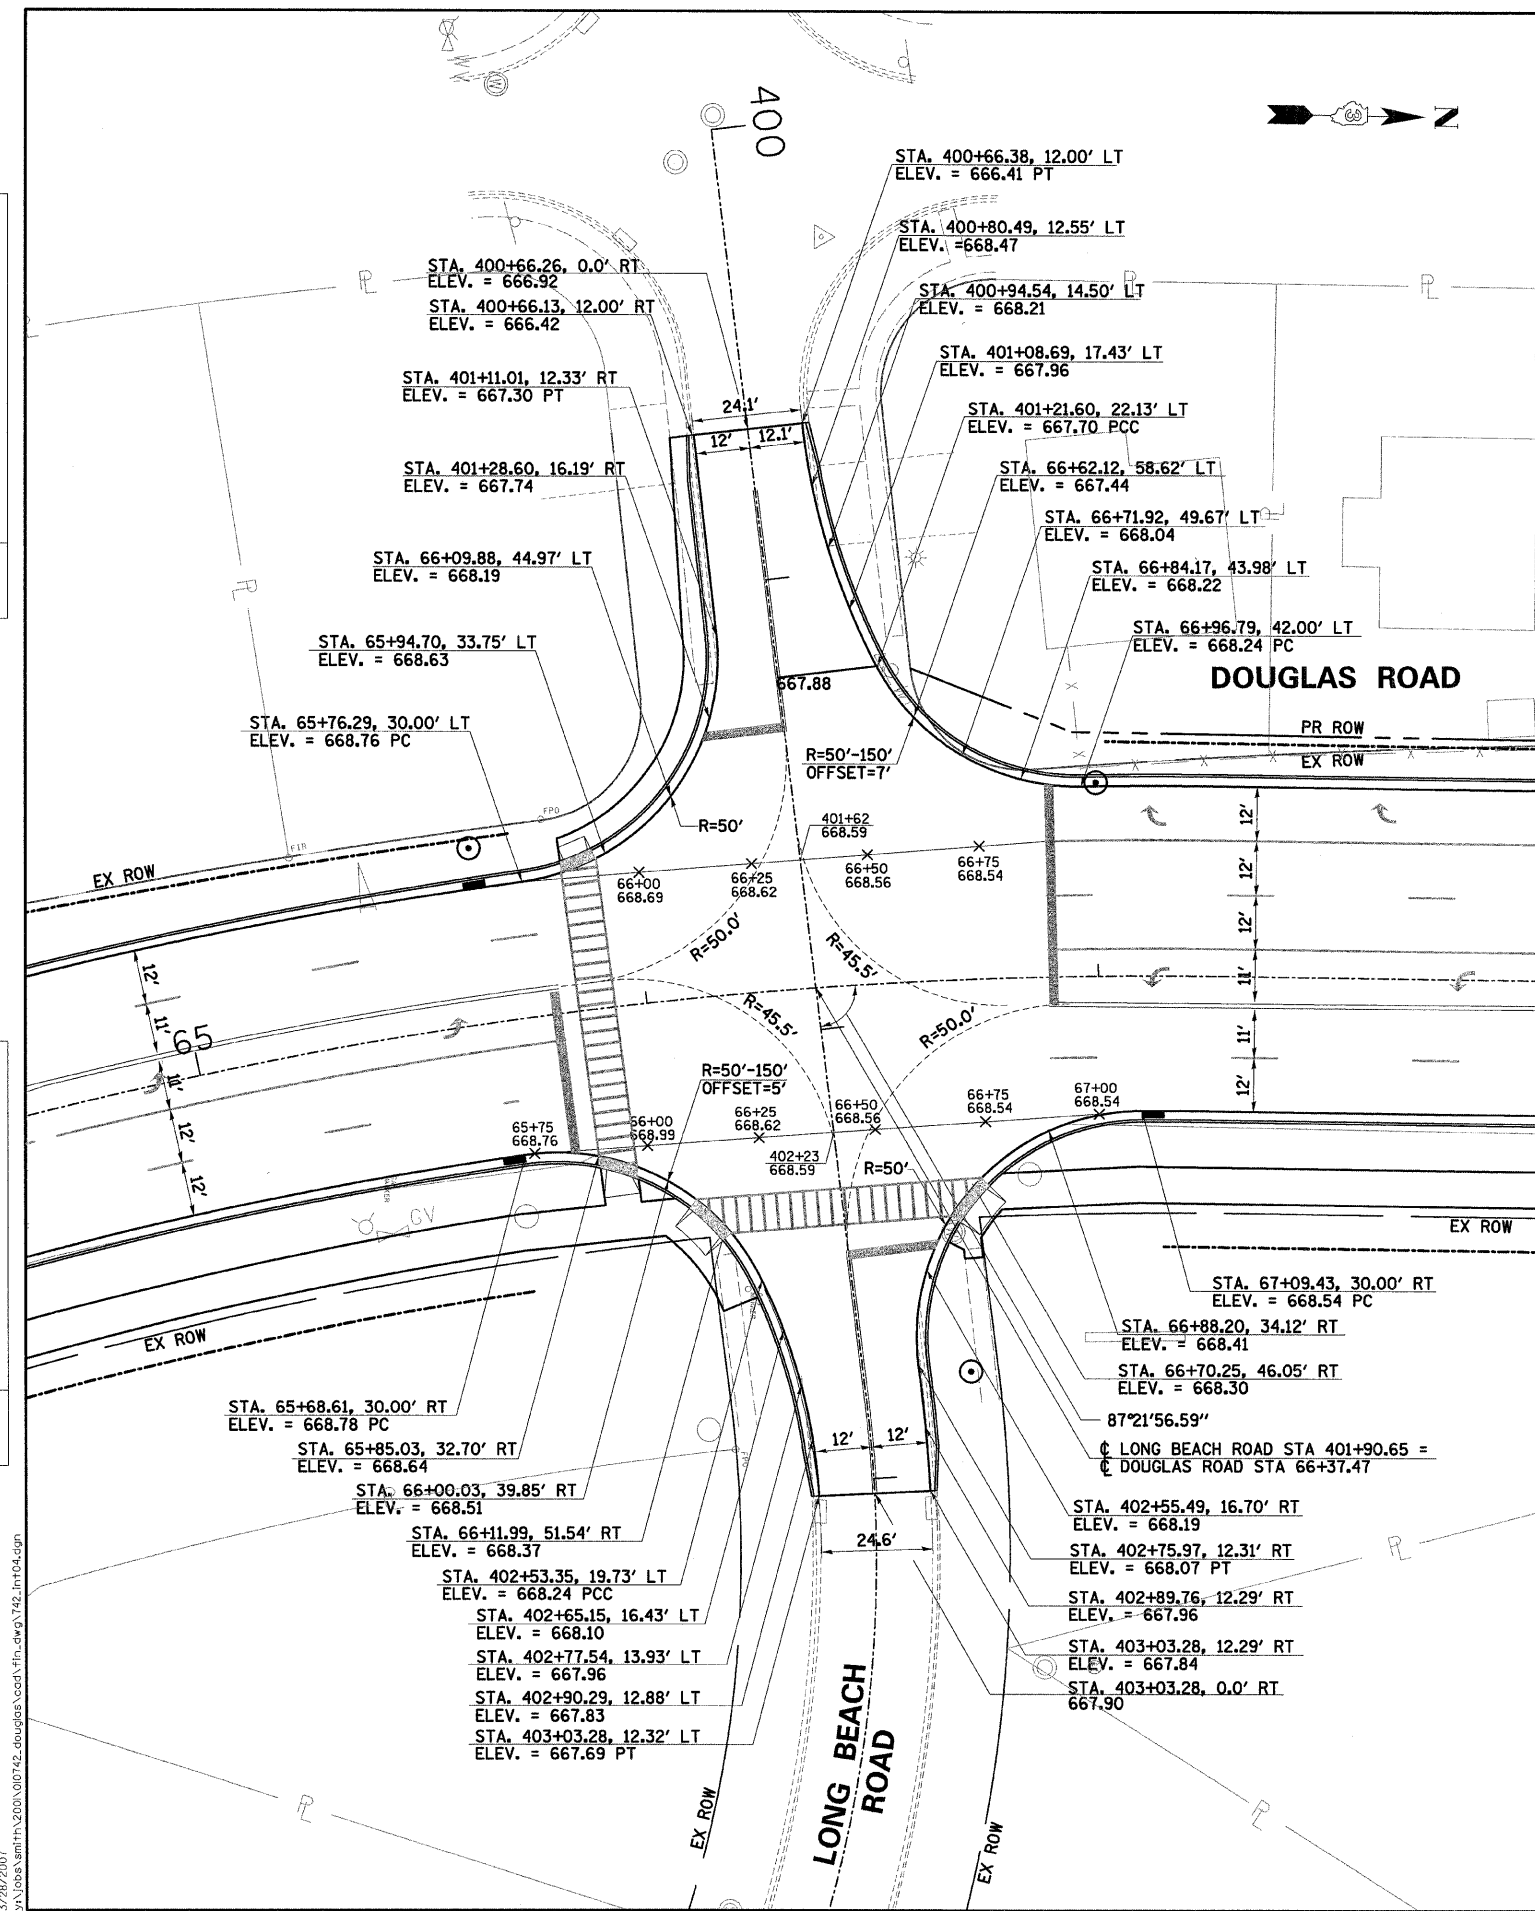 400
N
STA. 400+66.38, 12.00' LT
ELEV. = 666.41 PT
STA. 400+80.49, 12.55' LT
ELEV. =668.47
STA. 400+66.26, 0.0' RT
ELEV. = 666.92
STA. 400+94.54, 14.50' LT
ELEV. = 668.21
STA. 400+66.13, 12.00' RT
ELEV. = 666.42
STA. 401+08.69, 17.43' LT
ELEV. = 667.96
STA. 401+11.01, 12.33' RT
ELEV. = 667.30 PT
STA. 401+21.60, 22.13' LT
ELEV. = 667.70 PCC
24.1'
12'
12.1'
STA. 401+28.60, 16.19' RT
ELEV. = 667.74
STA. 66+62.12, 58.62' LT
ELEV. = 667.44
STA. 66+71.92, 49.67' LT
ELEV. = 668.04
STA. 66+09.88, 44.97' LT
ELEV. = 668.19
STA. 66+84.17, 43.98' LT
ELEV. = 668.22
STA. 65+94.70, 33.75' LT
ELEV. = 668.63
STA. 66+96.79, 42.00' LT
ELEV. = 668.24 PC
DOUGLAS ROAD
667.88
STA. 65+76.29, 30.00' LT
ELEV. = 668.76 PC
PR ROW
EX ROW
R=50'-150'
OFFSET=7'
R=50'
401+62
668.59
FPO
FIR
EX ROW
66+00
668.69
66+25
668.62
66+50
668.56
66+75
668.54
12'
12'
12'
11'
11'
12'
R=50.0'
R=45.5'
R=45.5'
R=50.0'
12'
11'
65
11'
12'
12'
R=50'-150'
OFFSET=5'
65+75
668.76
66+00
668.99
66+25
668.62
66+50
668.56
66+75
668.54
67+00
668.54
402+23
668.59
R=50'
GV
EX ROW
EX ROW
STA. 67+09.43, 30.00' RT
ELEV. = 668.54 PC
STA. 66+88.20, 34.12' RT
ELEV. = 668.41
STA. 66+70.25, 46.05' RT
ELEV. = 668.30
87°21'56.59"
℄ LONG BEACH ROAD STA 401+90.65 =
℄ DOUGLAS ROAD STA 66+37.47
STA. 65+68.61, 30.00' RT
ELEV. = 668.78 PC
STA. 65+85.03, 32.70' RT
ELEV. = 668.64
STA. 66+00.03, 39.85' RT
ELEV. = 668.51
STA. 66+11.99, 51.54' RT
ELEV. = 668.37
STA. 402+53.35, 19.73' LT
ELEV. = 668.24 PCC
STA. 402+65.15, 16.43' LT
ELEV. = 668.10
STA. 402+77.54, 13.93' LT
ELEV. = 667.96
STA. 402+90.29, 12.88' LT
ELEV. = 667.83
STA. 403+03.28, 12.32' LT
ELEV. = 667.69 PT
12'
12'
24.6'
FPO
STA. 402+55.49, 16.70' RT
ELEV. = 668.19
STA. 402+75.97, 12.31' RT
ELEV. = 668.07 PT
STA. 402+89.76, 12.29' RT
ELEV. = 667.96
STA. 403+03.28, 12.29' RT
ELEV. = 667.84
STA. 403+03.28, 0.0' RT
667.90
LONG BEACH
ROAD
EX ROW
EX ROW
3/28/2007
y:\jobs\smith\2001\010742_douglas\cad\fin_dwg\742_int04.dgn